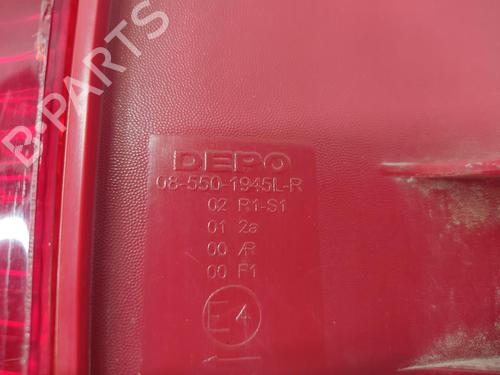 B-PARTS
DEPO
08-550-1945L-R
02 R1-S1
01 2a
00 AR
00 F1
E4